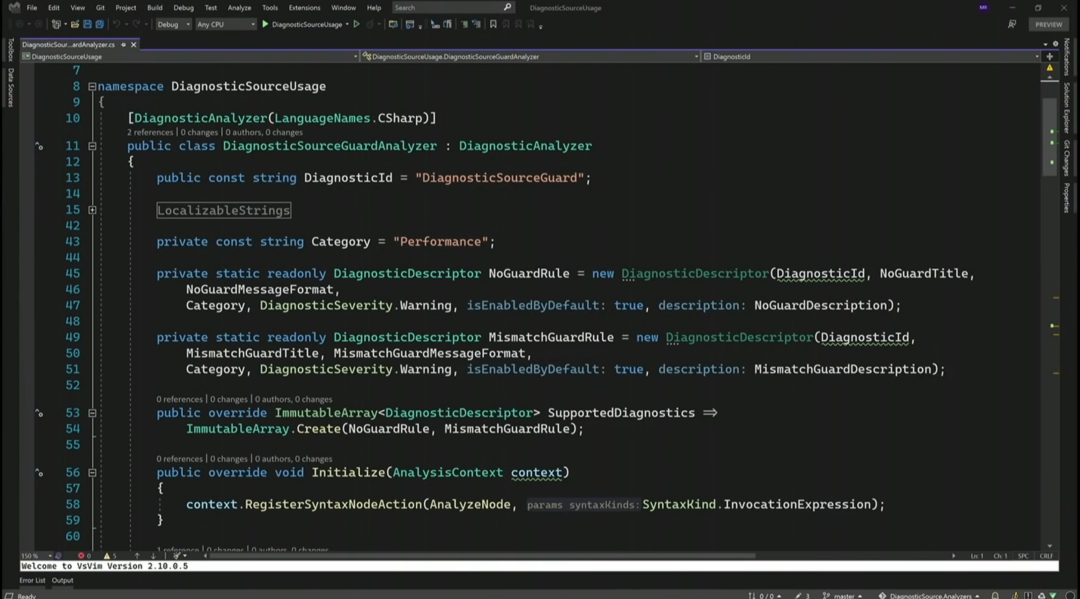 File Edit View Git Project Build Debug Test Analyze Tools Extensions Window Help Search DiagnosticSourceUsage
Debug Any CPU DiagnosticSourceUsage PREVIEW
DiagnosticSour...ardAnalyzer.cs
DiagnosticSourceUsage DiagnosticSourceUsage.DiagnosticSourceGuardAnalyzer DiagnosticId
Toolbox
Data Sources
Notifications
Solution Explorer
Git Changes
Properties
7
8 namespace DiagnosticSourceUsage
9 {
10 [DiagnosticAnalyzer(LanguageNames.CSharp)]
2 references | 0 changes | 0 authors, 0 changes
11 public class DiagnosticSourceGuardAnalyzer : DiagnosticAnalyzer
12 {
13 public const string DiagnosticId = "DiagnosticSourceGuard";
14
15 LocalizableStrings
42
43 private const string Category = "Performance";
44
45 private static readonly DiagnosticDescriptor NoGuardRule = new DiagnosticDescriptor(DiagnosticId, NoGuardTitle,
46 NoGuardMessageFormat,
47 Category, DiagnosticSeverity.Warning, isEnabledByDefault: true, description: NoGuardDescription);
48
49 private static readonly DiagnosticDescriptor MismatchGuardRule = new DiagnosticDescriptor(DiagnosticId,
50 MismatchGuardTitle, MismatchGuardMessageFormat,
51 Category, DiagnosticSeverity.Warning, isEnabledByDefault: true, description: MismatchGuardDescription);
52
0 references | 0 changes | 0 authors, 0 changes
53 public override ImmutableArray<DiagnosticDescriptor> SupportedDiagnostics =>
54 ImmutableArray.Create(NoGuardRule, MismatchGuardRule);
55
0 references | 0 changes | 0 authors, 0 changes
56 public override void Initialize(AnalysisContext context)
57 {
58 context.RegisterSyntaxNodeAction(AnalyzeNode, params syntaxKinds: SyntaxKind.InvocationExpression);
59 }
60
1 reference | 0 changes | 0 authors, 0 changes
150 % 0 5 Ln: 1 Ch: 1 SPC CRLF
Welcome to VsVim Version 2.10.0.5
Error List Output
Ready 0 / 0 3 master DiagnosticSource.Analyzers